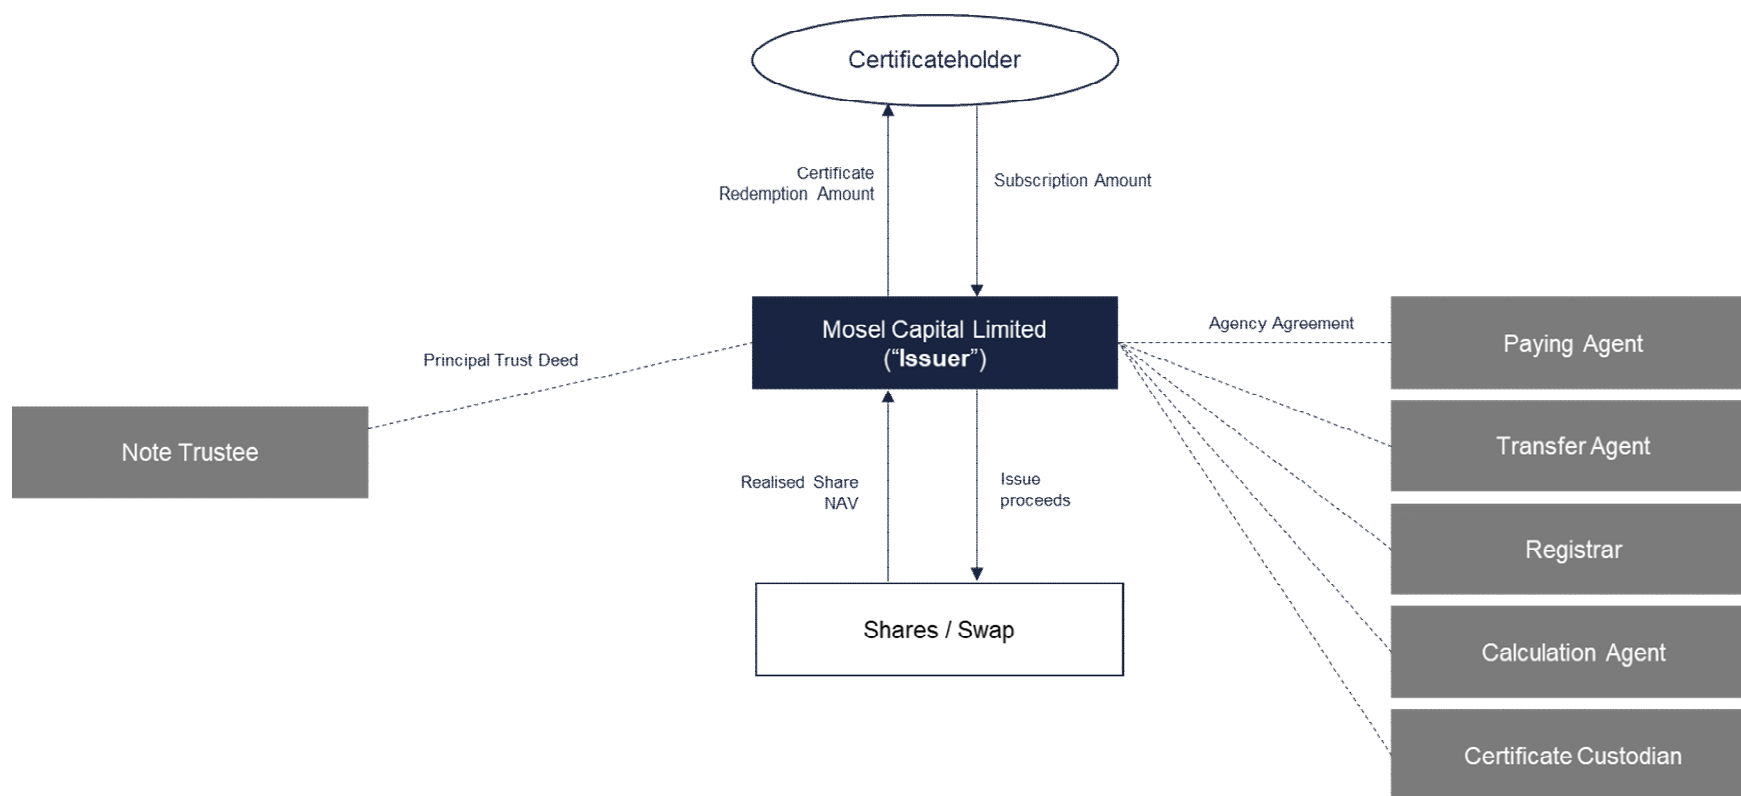 Certificateholder
Certificate
Redemption Amount
Subscription Amount
Mosel Capital Limited
(“Issuer”)
Agency Agreement
Paying Agent
Principal Trust Deed
Note Trustee
Transfer Agent
Realised Share
NAV
Issue
proceeds
Registrar
Shares / Swap
Calculation Agent
Certificate Custodian